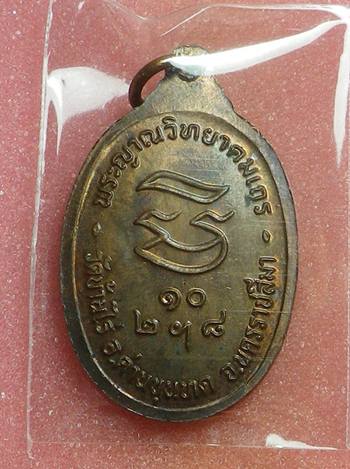 พระญาณวิทยาคมเถร
๑๐
๒๘
วัดบ้านไร่ อ.ด่านขุนทด จ.นครราชสีมา